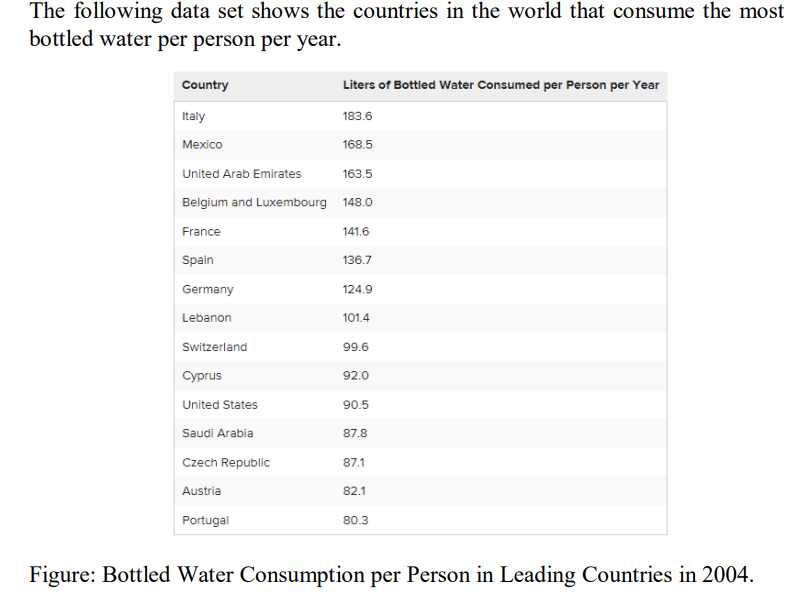 The following data set shows the countries in the world that consume the most
bottled water per person per year.
Country Liters of Bottled Water Consumed per Person per Year
Italy 183.6
Mexico 168.5
United Arab Emirates 163.5
Belgium and Luxembourg 148.0
France 141.6
Spain 136.7
Germany 124.9
Lebanon 101.4
Switzerland 99.6
Cyprus 92.0
United States 90.5
Saudi Arabia 87.8
Czech Republic 87.1
Austria 82.1
Portugal 80.3
Figure: Bottled Water Consumption per Person in Leading Countries in 2004.